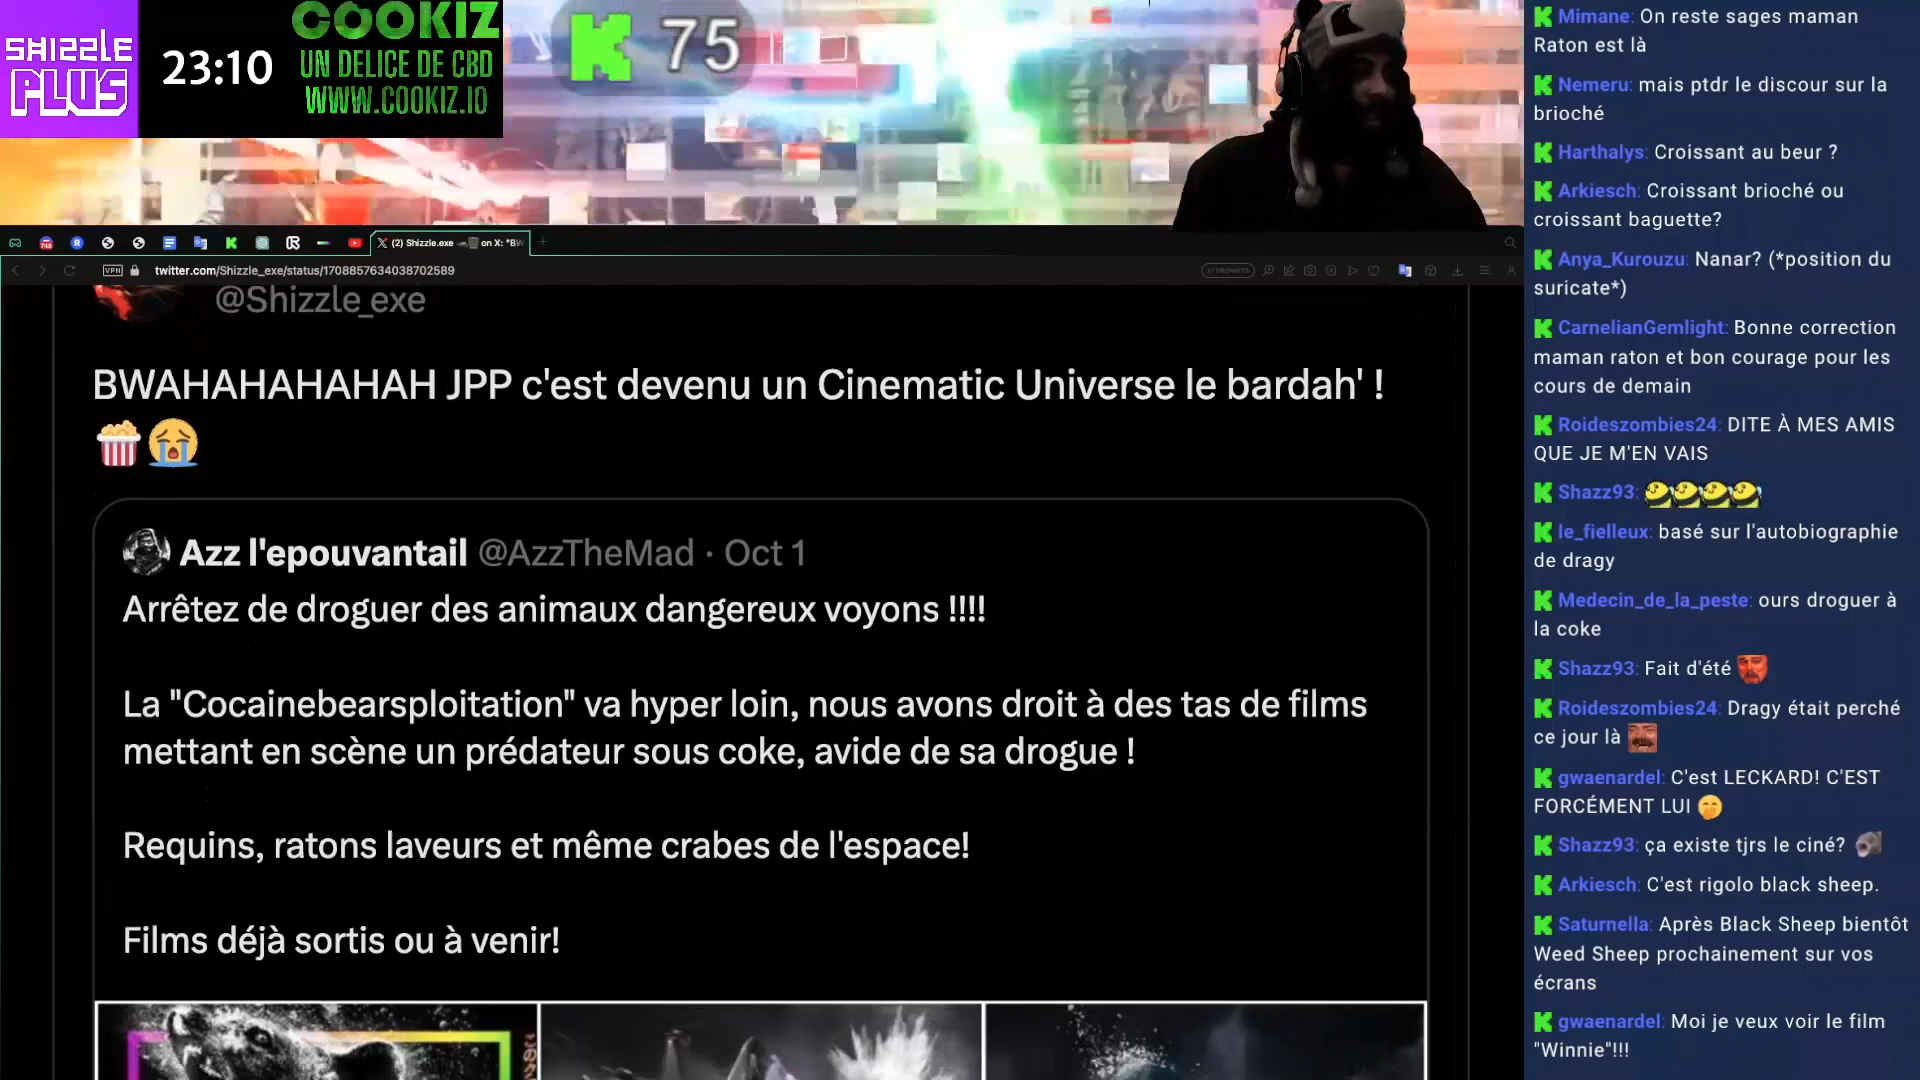 SHIZZLE
PLUS
23:10
COOKIZ
UN DELICE DE CBD
WWW.COOKIZ.IO
75
(2) Shizzle.exe on X: "BW
VPN
twitter.com/Shizzle_exe/status/1708857634038702589
@Shizzle_exe
BWAHAHAHAHAH JPP c'est devenu un Cinematic Universe le bardah' !
Azz l'epouvantail @AzzTheMad · Oct 1
Arrêtez de droguer des animaux dangereux voyons !!!!
La "Cocainebearsploitation" va hyper loin, nous avons droit à des tas de films
mettant en scène un prédateur sous coke, avide de sa drogue !
Requins, ratons laveurs et même crabes de l'espace!
Films déjà sortis ou à venir!
Mimane: On reste sages maman
Raton est là
Nemeru: mais ptdr le discour sur la
brioché
Harthalys: Croissant au beur ?
Arkiesch: Croissant brioché ou
croissant baguette?
Anya_Kurouzu: Nanar? (*position du
suricate*)
CarnelianGemlight: Bonne correction
maman raton et bon courage pour les
cours de demain
Roideszombies24: DITE À MES AMIS
QUE JE M'EN VAIS
Shazz93:
le_fielleux: basé sur l'autobiographie
de dragy
Medecin_de_la_peste: ours droguer à
la coke
Shazz93: Fait d'été
Roideszombies24: Dragy était perché
ce jour là
gwaenardel: C'est LECKARD! C'EST
FORCÉMENT LUI
Shazz93: ça existe tjrs le ciné?
Arkiesch: C'est rigolo black sheep.
Saturnella: Après Black Sheep bientôt
Weed Sheep prochainement sur vos
écrans
gwaenardel: Moi je veux voir le film
"Winnie"!!!